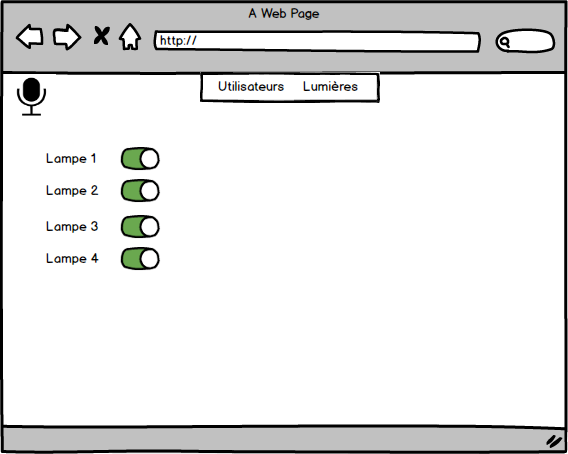 A Web Page
http://
Utilisateurs Lumières
Lampe 1
Lampe 2
Lampe 3
Lampe 4